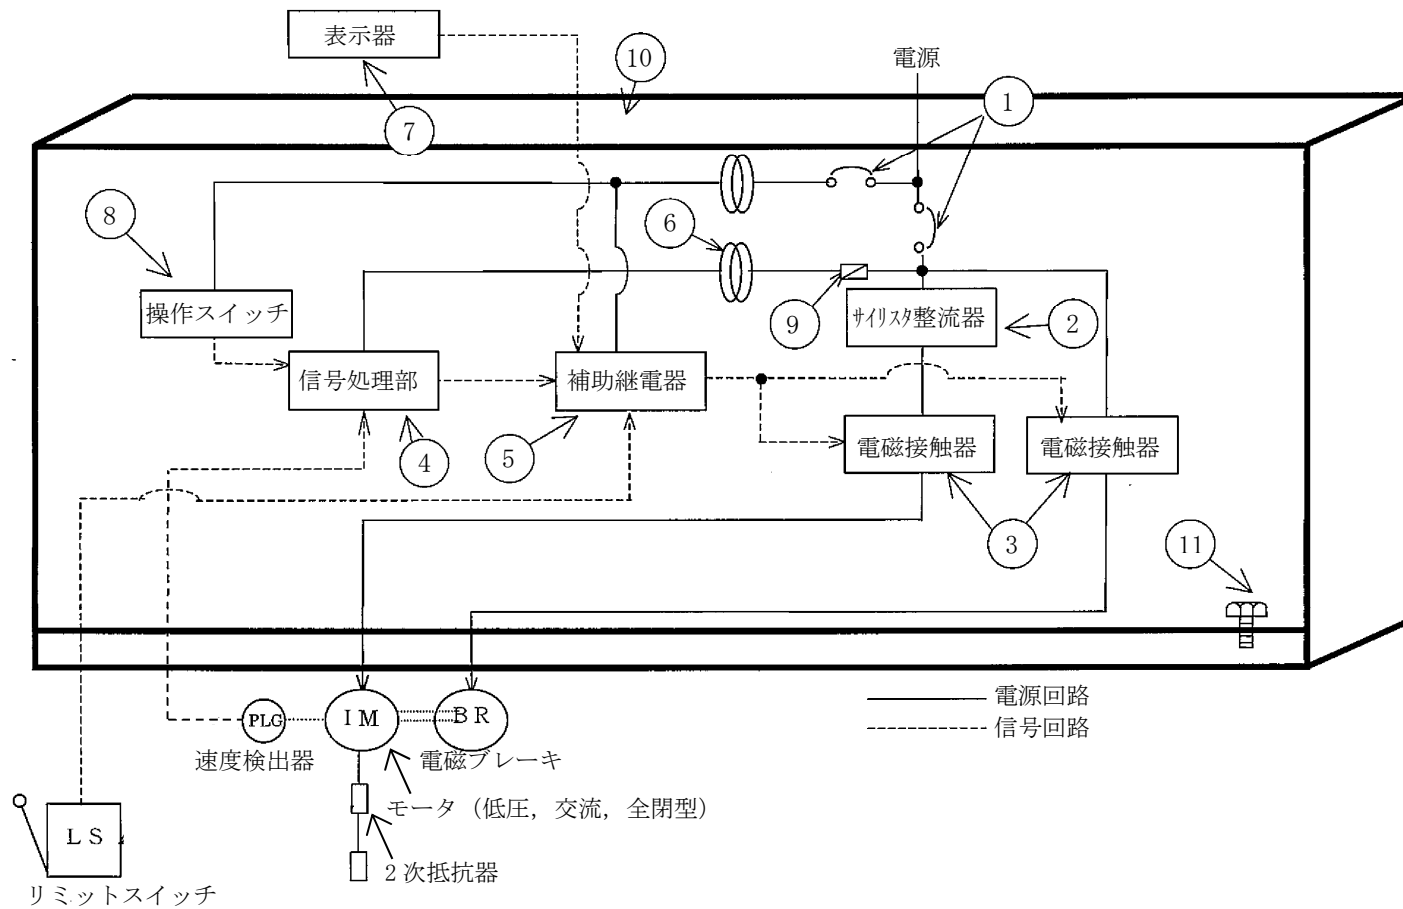 表示器
⑩
電源
①
⑦
⑧
⑥
操作スイッチ
⑨
サイリスタ整流器
②
信号処理部
補助継電器
④
⑤
電磁接触器
電磁接触器
③
⑪
電源回路
信号回路
PLG
IM
BR
速度検出器
電磁ブレーキ
モータ（低圧，交流，全閉型）
LS
2次抵抗器
リミットスイッチ